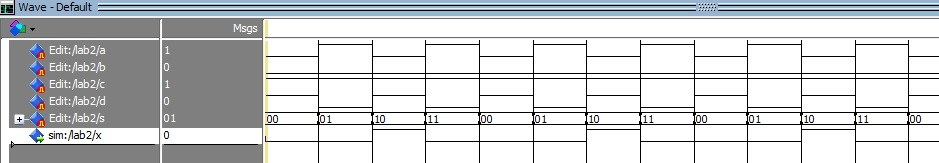 Wave - Default
Msgs
Edit:/lab2/a 1
Edit:/lab2/b 0
Edit:/lab2/c 1
Edit:/lab2/d 0
Edit:/lab2/s 01 00 01 10 11 00 01 10 11 00 01 10 11 00
sim:/lab2/x 0